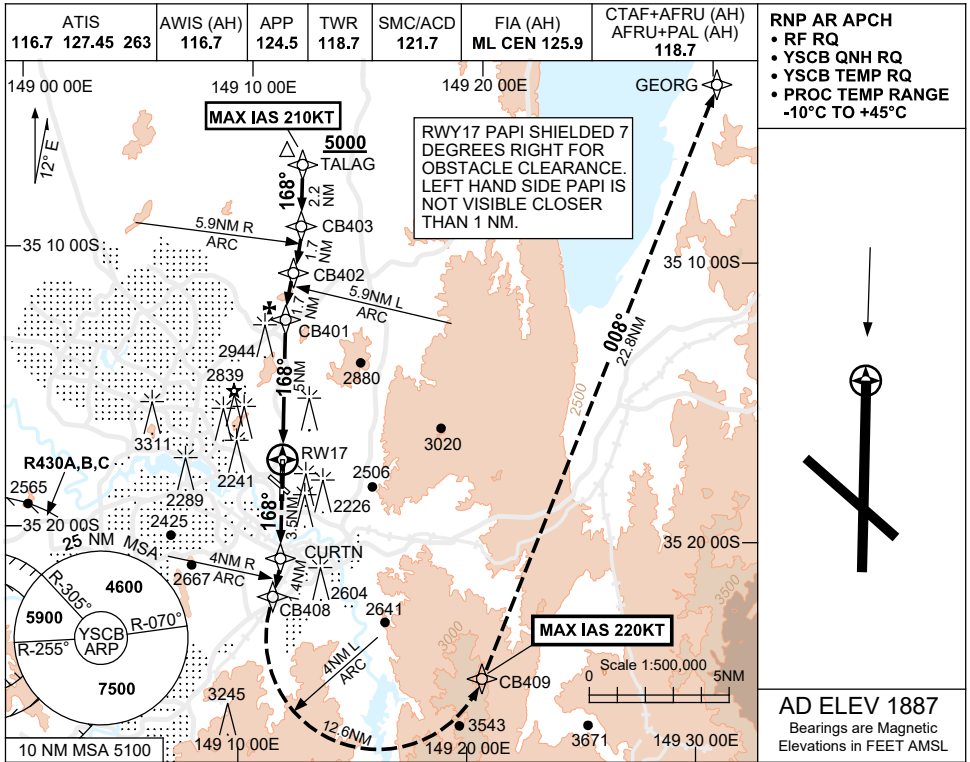 ATIS
116.7 127.45 263
AWIS (AH)
116.7
APP
124.5
TWR
118.7
SMC/ACD
121.7
FIA (AH)
ML CEN 125.9
CTAF+AFRU (AH)
AFRU+PAL (AH)
118.7
RNP AR APCH
• RF RQ
• YSCB QNH RQ
• YSCB TEMP RQ
• PROC TEMP RANGE
-10°C TO +45°C
149 00 00E
149 10 00E
149 20 00E
GEORG
MAX IAS 210KT
12° E
5000
TALAG
RWY17 PAPI SHIELDED 7
DEGREES RIGHT FOR
OBSTACLE CLEARANCE.
LEFT HAND SIDE PAPI IS
NOT VISIBLE CLOSER
THAN 1 NM.
168°
2.2
NM
5.9NM R
ARC
CB403
35 10 00S
1.7
NM
35 10 00S
CB402
5.9NM L
ARC
1.7
NM
CB401
008°
22.8NM
2944
168°
5NM
2880
2839
2500
3311
3020
R430A,B,C
RW17
2565
2289
2241
2506
2226
35 20 00S
168°
3.5NM
2425
35 20 00S
25 NM MSA
CURTN
4NM R
ARC
1.4NM
2667
2604
CB408
2641
3500
3000
R-305°
4600
5900
R-070°
YSCB
ARP
R-255°
7500
MAX IAS 220KT
4NM L
ARC
Scale 1:500,000
0
5NM
CB409
3245
12.6NM
3543
3671
10 NM MSA 5100
149 10 00E
149 20 00E
149 30 00E
AD ELEV 1887
Bearings are Magnetic
Elevations in FEET AMSL